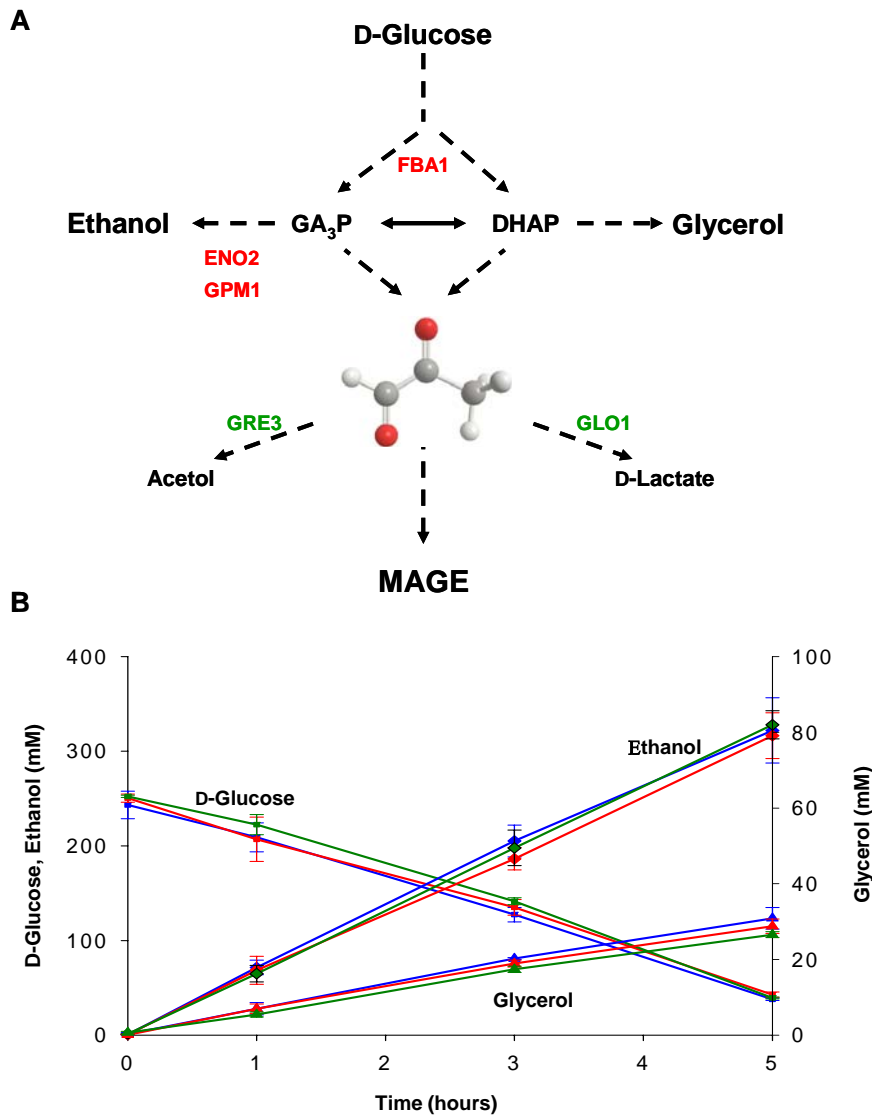 A
D-Glucose
FBA1
Ethanol
GA3P
DHAP
Glycerol
ENO2
GPM1
GRE3
GLO1
Acetol
D-Lactate
MAGE
B
400
100
Ethanol
80
300
D-Glucose
60
200
40
100
20
Glycerol
0
0
0
1
2
3
4
5
D-Glucose, Ethanol (mM)
Glycerol (mM)
Time (hours)